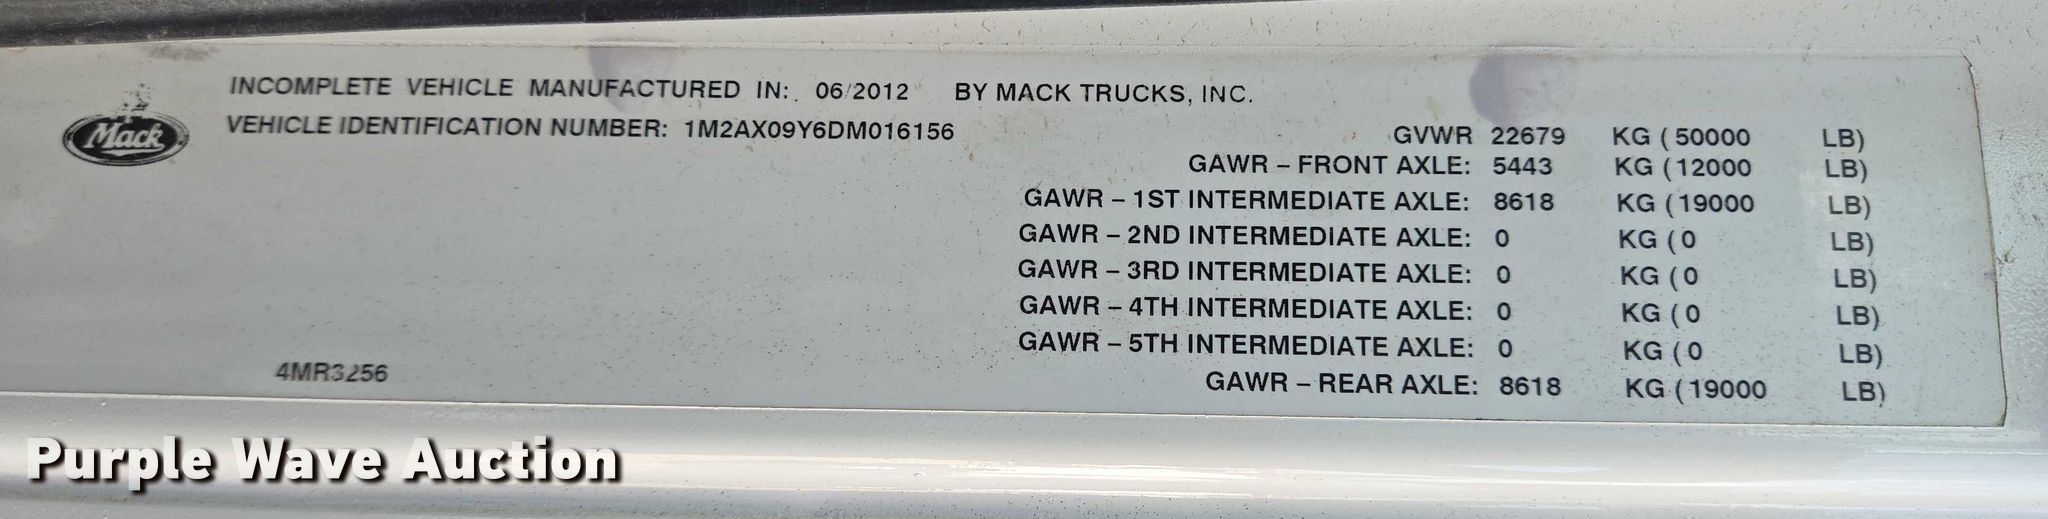 INCOMPLETE VEHICLE MANUFACTURED IN: 06/2012 BY MACK TRUCKS, INC.
Mack
VEHICLE IDENTIFICATION NUMBER: 1M2AX09Y6DM016156
GVWR 22679 KG (50000 LB)
GAWR – FRONT AXLE: 5443 KG (12000 LB)
GAWR – 1ST INTERMEDIATE AXLE: 8618 KG (19000 LB)
GAWR – 2ND INTERMEDIATE AXLE: 0 KG (0 LB)
GAWR – 3RD INTERMEDIATE AXLE: 0 KG (0 LB)
GAWR – 4TH INTERMEDIATE AXLE: 0 KG (0 LB)
GAWR – 5TH INTERMEDIATE AXLE: 0 KG (0 LB)
GAWR – REAR AXLE: 8618 KG (19000 LB)
4MR3256
Purple Wave Auction